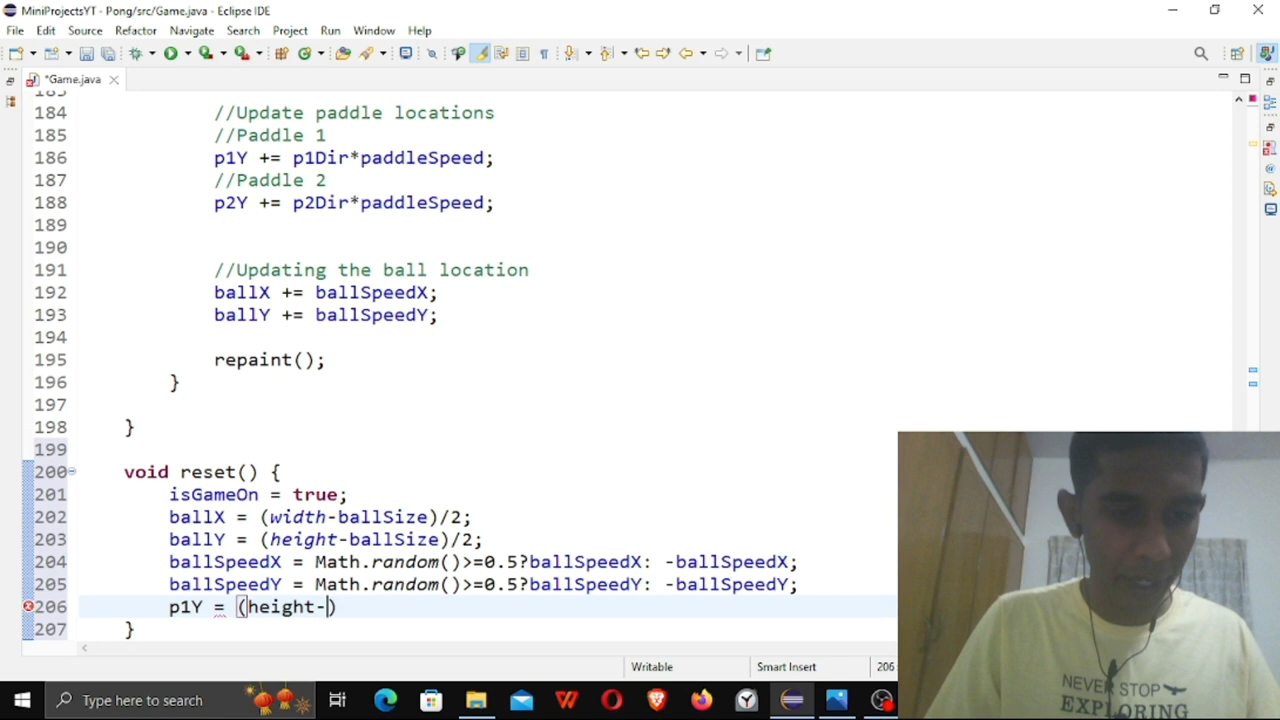 MiniProjectsYT - Pong/src/Game.java - Eclipse IDE
File Edit Source Refactor Navigate Search Project Run Window Help
*Game.java
184 //Update paddle locations
185 //Paddle 1
186 p1Y += p1Dir*paddleSpeed;
187 //Paddle 2
188 p2Y += p2Dir*paddleSpeed;
189
190
191 //Updating the ball location
192 ballX += ballSpeedX;
193 ballY += ballSpeedY;
194
195 repaint();
196 }
197
198 }
199
200 void reset() {
201 isGameOn = true;
202 ballX = (width-ballSize)/2;
203 ballY = (height-ballSize)/2;
204 ballSpeedX = Math.random()>=0.5?ballSpeedX: -ballSpeedX;
205 ballSpeedY = Math.random()>=0.5?ballSpeedY: -ballSpeedY;
206 p1Y = (height-)
207 }
Writable Smart Insert 206
NEVER STOP
EXPLORING
Type here to search